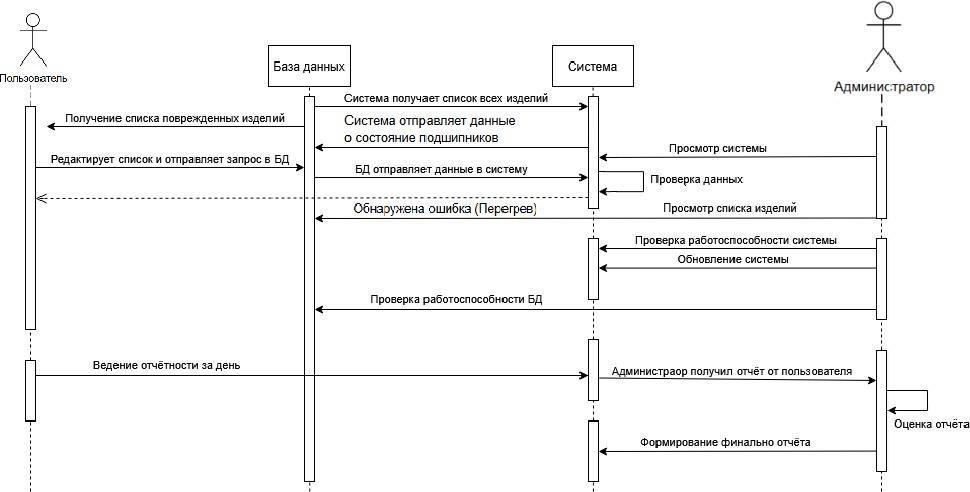 Пользователь
База данных
Система
Администратор
Система получает список всех изделий
Получение списка поврежденных изделий
Система отправляет данные
о состояние подшипников
Просмотр системы
Редактирует список и отправляет запрос в БД
БД отправляет данные в систему
Проверка данных
Обнаружена ошибка (Перегрев)
Просмотр списка изделий
Проверка работоспособности системы
Обновление системы
Проверка работоспособности БД
Ведение отчётности за день
Администраор получил отчёт от пользователя
Оценка отчёта
Формирование финально отчёта